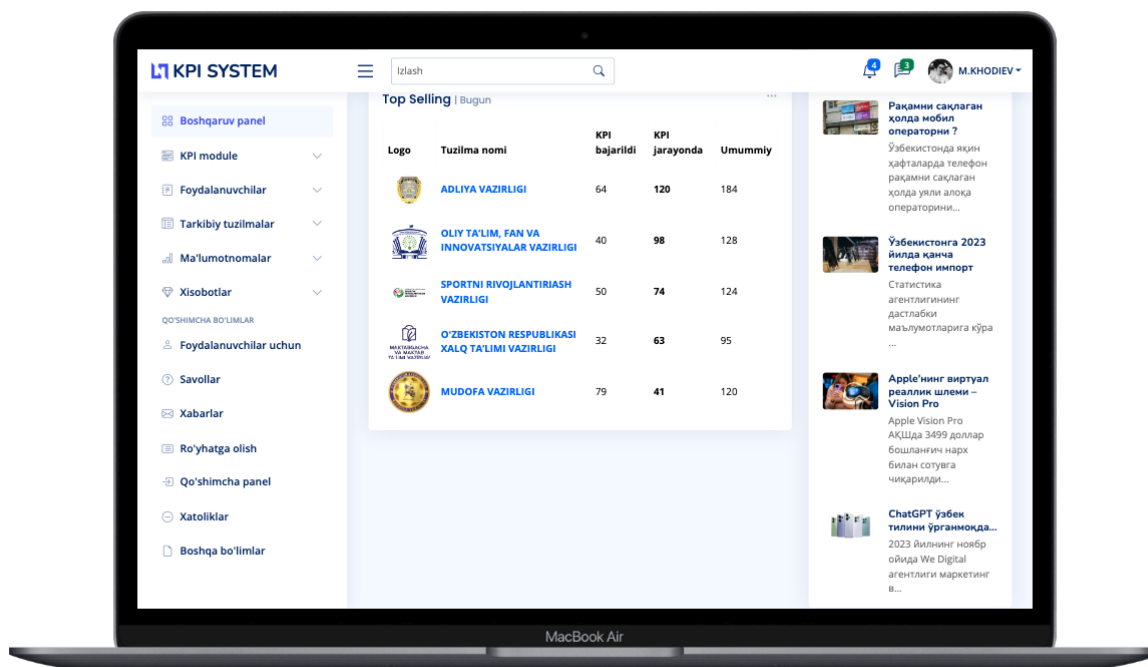 KPI SYSTEM
Izlash
4
3
M.KHODIEV
Boshqaruv panel
KPI module
Foydalanuvchilar
Tarkibiy tuzilmalar
Ma'lumotnomalar
Xisobotlar
QO'SHIMCHA BO'LIMLAR
Foydalanuvchilar uchun
Savollar
Xabarlar
Ro'yhatga olish
Qo'shimcha panel
Xatoliklar
Boshqa bo'limlar
Top Selling | Bugun
Logo Tuzilma nomi KPI bajarildi KPI jarayonda Umummiy
ADLIYA VAZIRLIGI 64 120 184
OLIY TA'LIM, FAN VA
INNOVATSIYALAR VAZIRLIGI 40 98 128
SPORTNI RIVOJLANTIRIASH
VAZIRLIGI 50 74 124
MAKTABGACHA
VA MAKTAB
TA'LIMI VAZIRLIGI
O'ZBEKISTON RESPUBLIKASI
XALQ TA'LIMI VAZIRLIGI 32 63 95
MUDOFA VAZIRLIGI 79 41 120
Рақамни сақлаган
ҳолда мобил
операторни ?
Ўзбекистонда яқин
ҳафталарда телефон
рақамни сақлаган
ҳолда уяли алоқа
операторини...
Ўзбекистонга 2023
йилда қанча
телефон импорт
Статистика
агентлигининг
дастлабки
маълумотларига кўра
...
Apple'нинг виртуал
реаллик шлеми –
Vision Pro
Apple Vision Pro
АҚШда 3499 доллар
бошланғич нарх
билан сотувга
чиқарилди...
ChatGPT ўзбек
тилини ўрганмоқда...
2023 йилнинг ноябр
ойида We Digital
агентлиги маркетинг
в...
MacBook Air